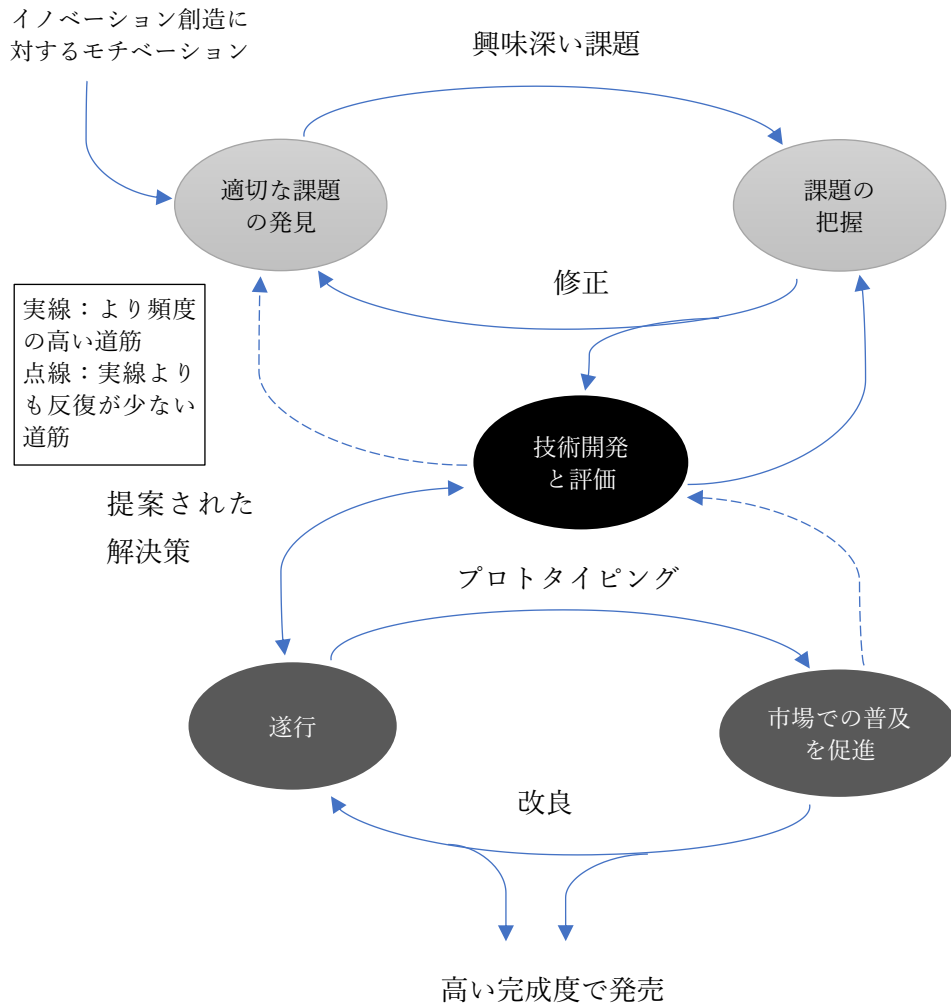 イノベーション創造に
対するモチベーション
興味深い課題
適切な課題
の発見
課題の
把握
修正
実線：より頻度
の高い道筋
点線：実線より
も反復が少ない
道筋
技術開発
と評価
提案された
解決策
プロトタイピング
遂行
市場での普及
を促進
改良
高い完成度で発売